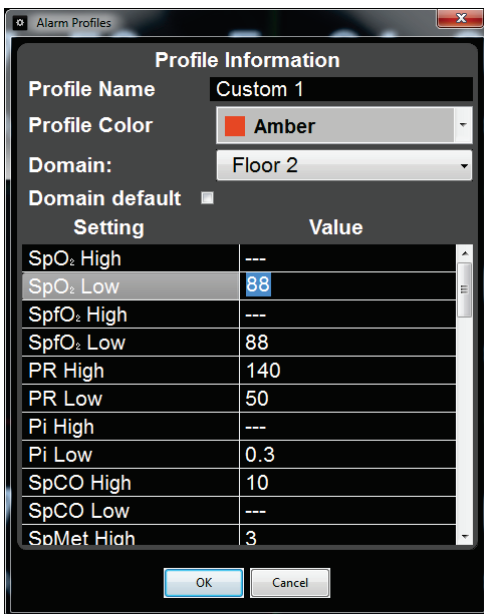 Alarm Profiles
Profile Information
Profile Name Custom 1
Profile Color Amber
Domain: Floor 2
Domain default
Setting Value
SpO₂ High ---
SpO₂ Low 88
SpfO₂ High ---
SpfO₂ Low 88
PR High 140
PR Low 50
Pi High ---
Pi Low 0.3
SpCO High 10
SpCO Low ---
SpMet High 3
OK Cancel